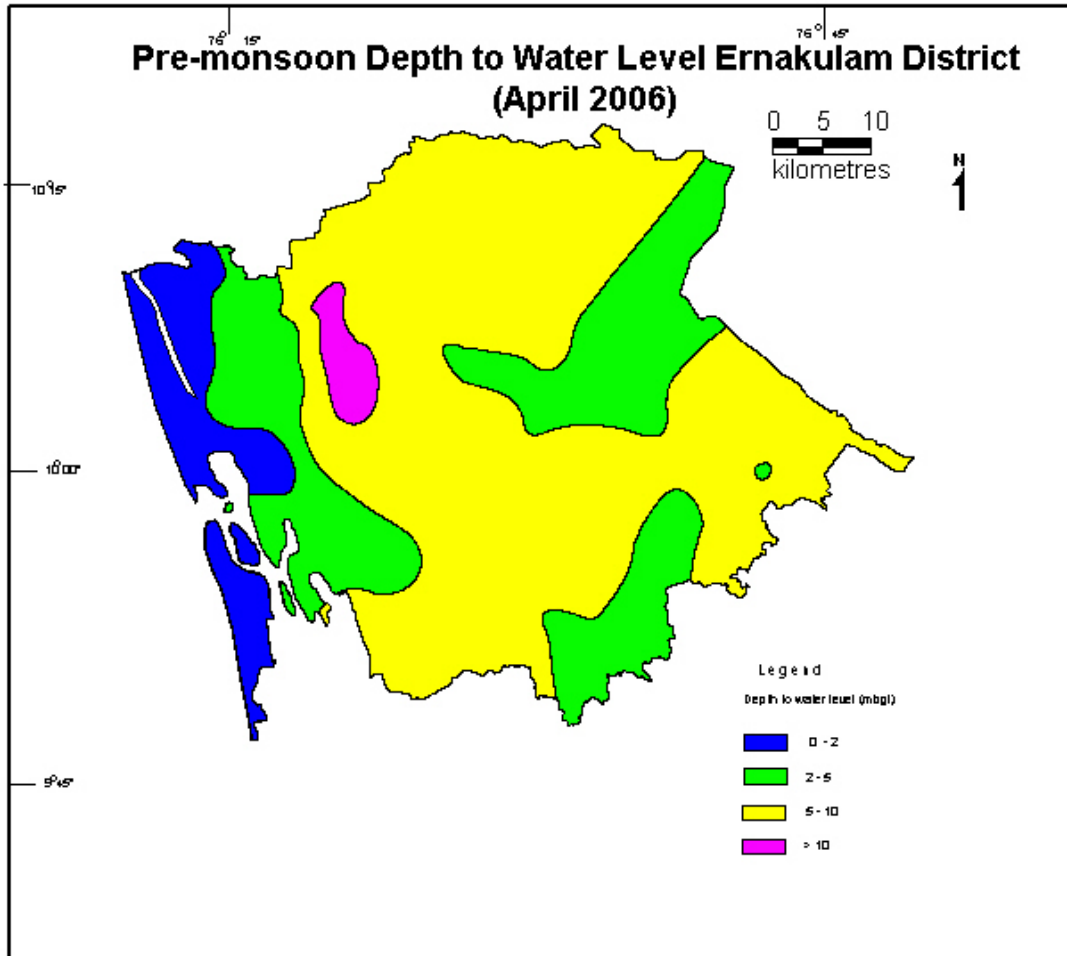 76° 15"
76° 45"
Pre-monsoon Depth to Water Level Ernakulam District
(April 2006)
0 5 10
kilometres
N
10°15"
10°00"
9°45"
Legend
Depth to water level (mbgl)
0 - 2
2 - 5
5 - 10
> 10